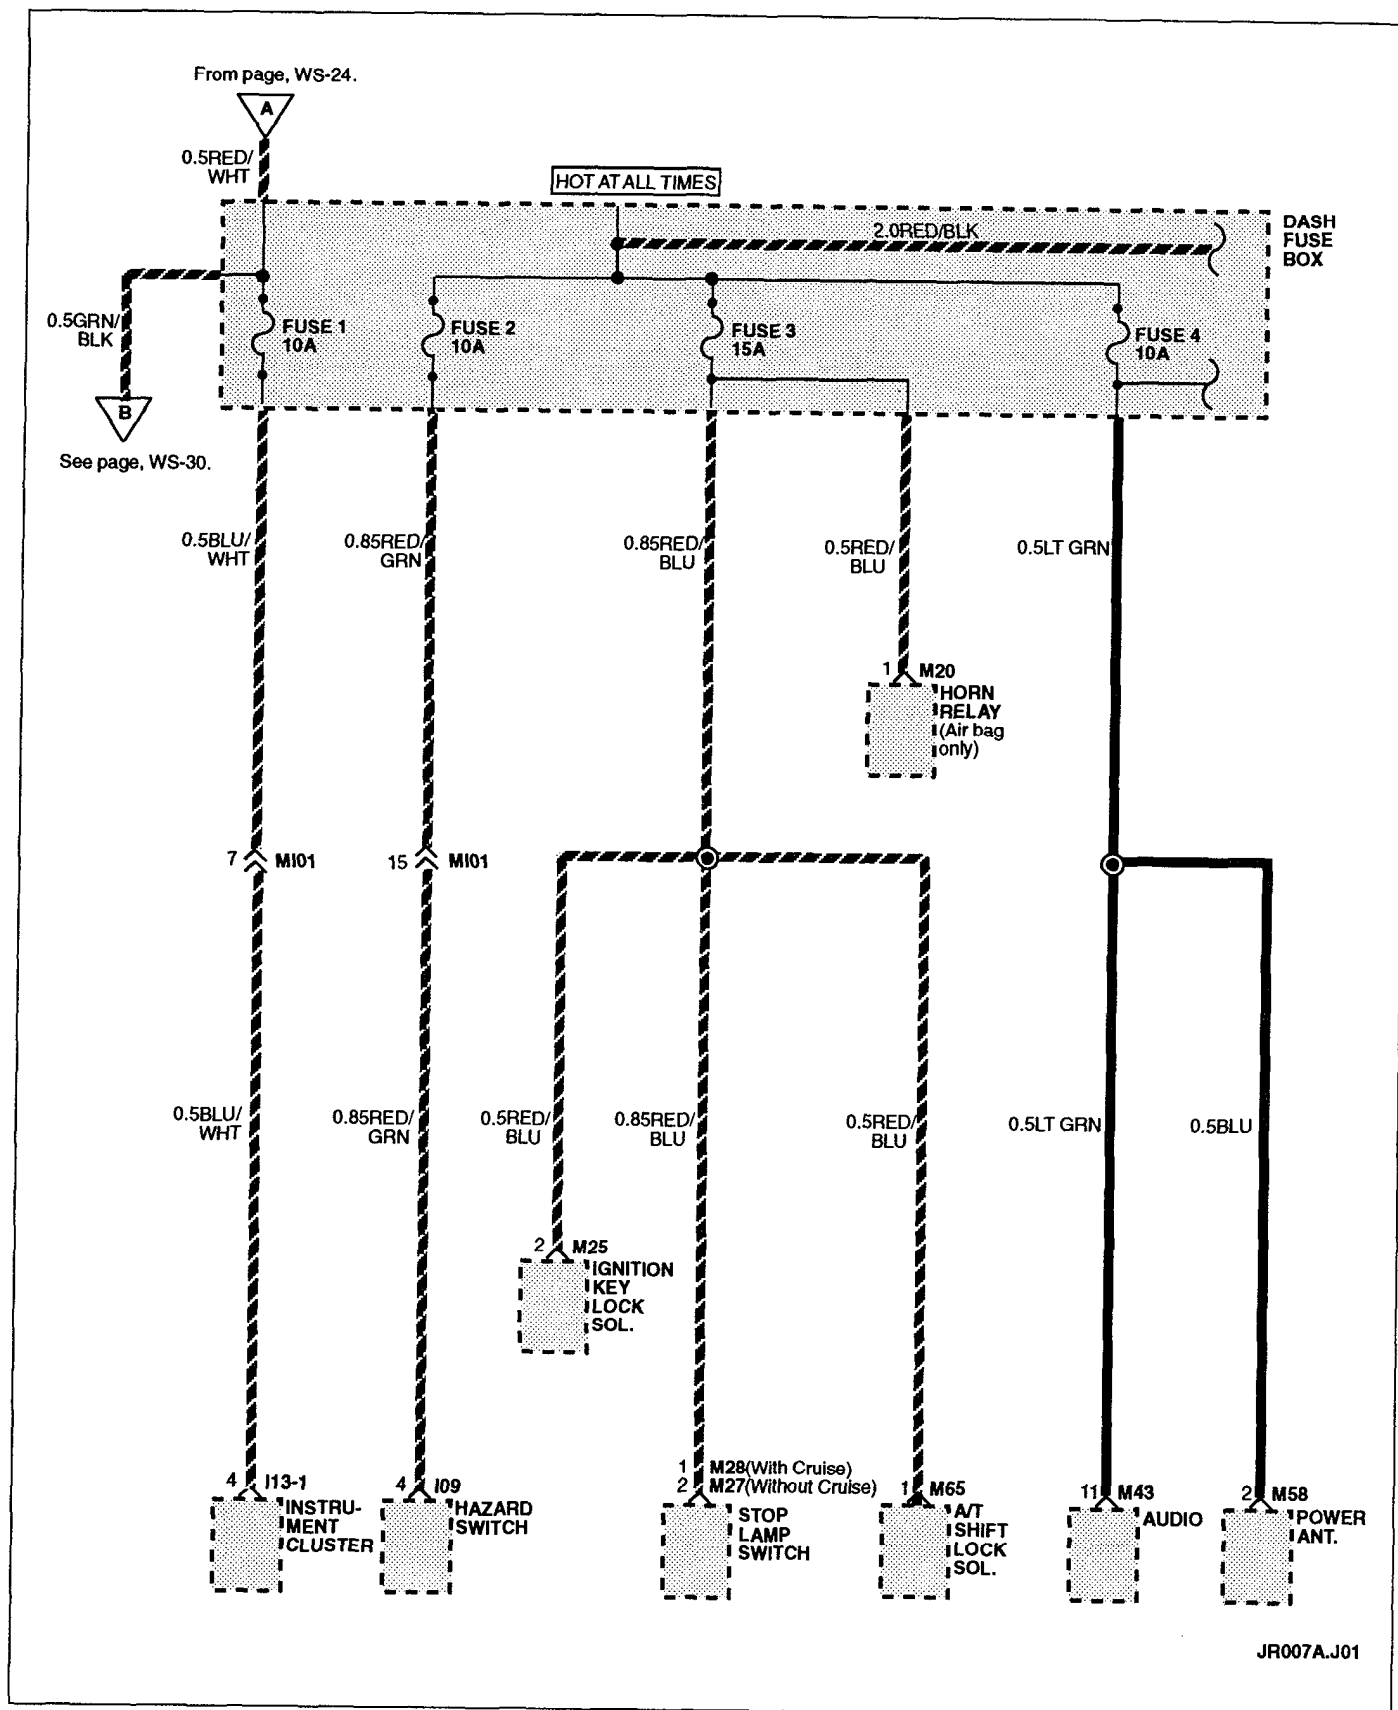 From page, WS-24.
A
0.5RED/
WHT
HOT AT ALL TIMES
2.0RED/BLK
DASH
FUSE
BOX
0.5GRN/
BLK
FUSE 1
10A
FUSE 2
10A
FUSE 3
15A
FUSE 4
10A
B
See page, WS-30.
0.5BLU/
WHT
0.85RED/
GRN
0.85RED/
BLU
0.5RED/
BLU
0.5LT GRN
1 M20
HORN
RELAY
(Air bag
only)
7 MI01
15 MI01
0.5BLU/
WHT
0.85RED/
GRN
0.5RED/
BLU
0.85RED/
BLU
0.5RED/
BLU
0.5LT GRN
0.5BLU
2 M25
IGNITION
KEY
LOCK
SOL.
4 I13-1
INSTRU-
MENT
CLUSTER
4 I09
HAZARD
SWITCH
1 M28(With Cruise)
2 M27(Without Cruise)
STOP
LAMP
SWITCH
1 M65
A/T
SHIFT
LOCK
SOL.
11 M43
AUDIO
2 M58
POWER
ANT.
JR007A.J01